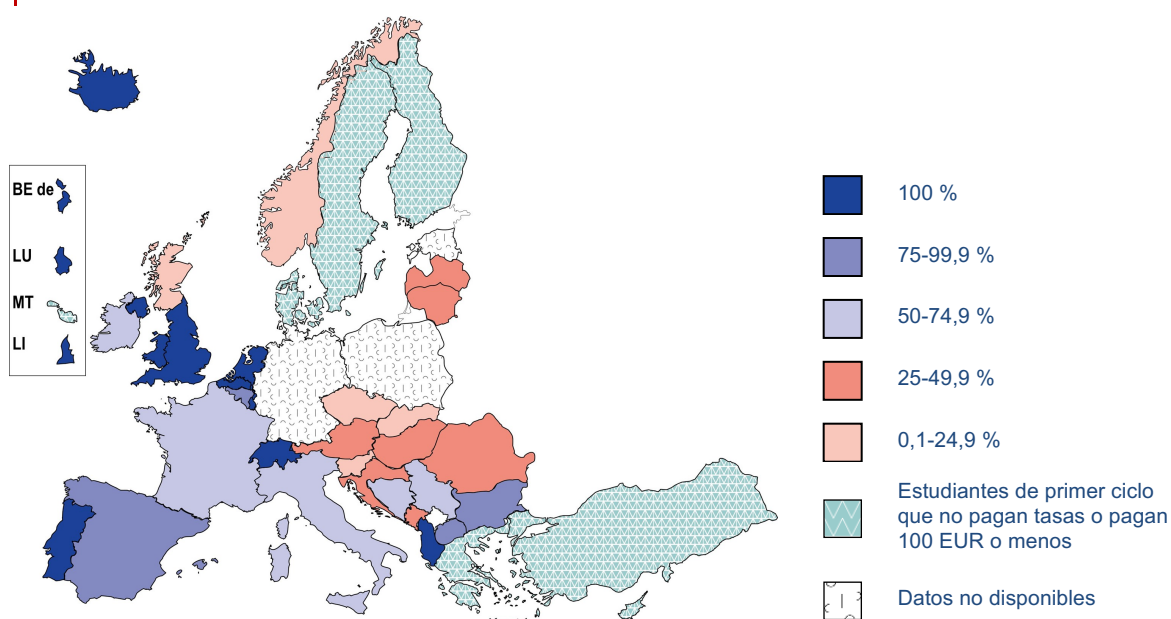 BE de
LU
MT
LI
100 %
75-99,9 %
50-74,9 %
25-49,9 %
0,1-24,9 %
Estudiantes de primer ciclo
que no pagan tasas o pagan
100 EUR o menos
Datos no disponibles